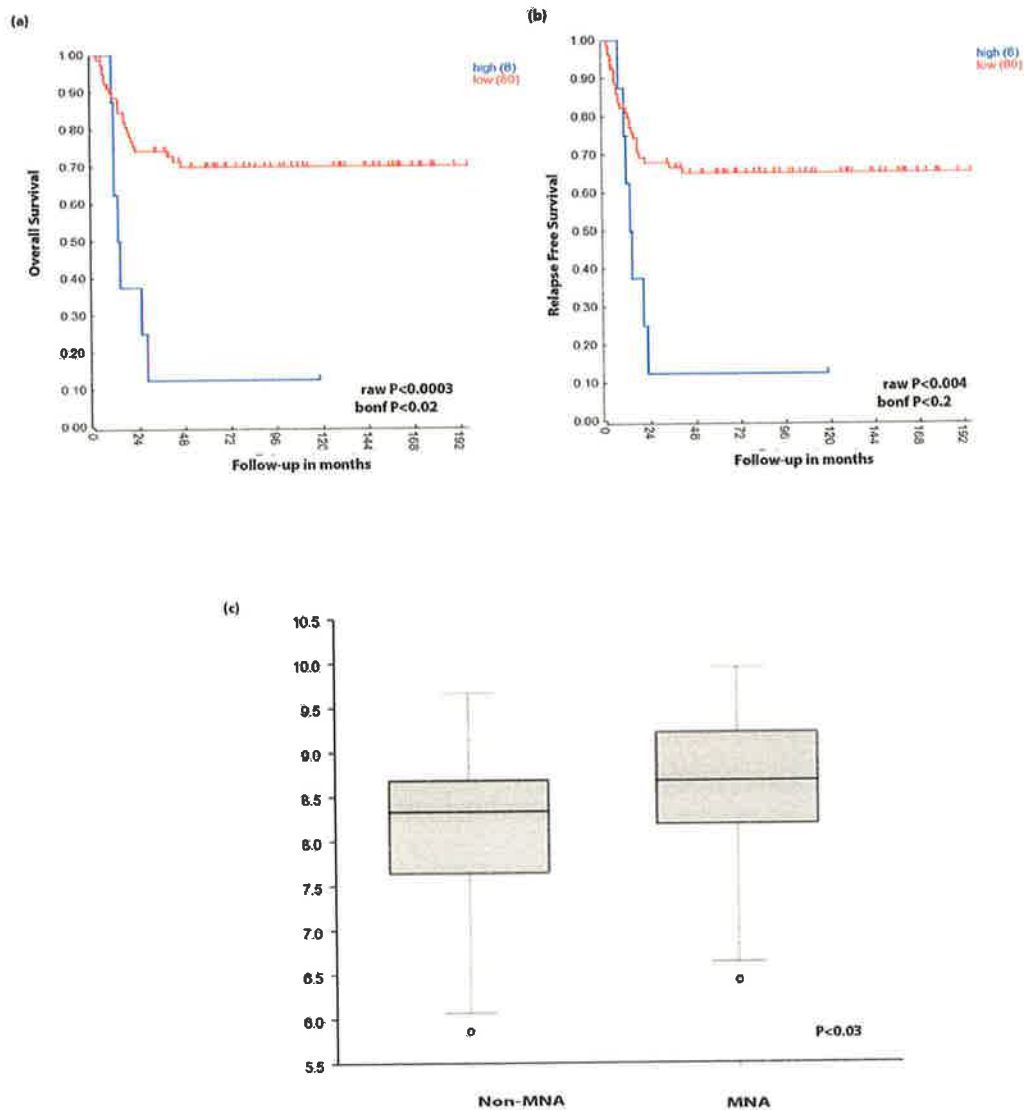 (a)
Overall Survival
1.00
0.90
0.80
0.70
0.60
0.50
0.40
0.30
0.20
0.10
0.00
high (8)
low (80)
raw P<0.0003
bonf P<0.02
0 24 48 72 96 120 144 168 192
Follow-up in months
(b)
Relapse Free Survival
1.00
0.90
0.80
0.70
0.60
0.50
0.40
0.30
0.20
0.10
0.00
high (8)
low (80)
raw P<0.004
bonf P<0.2
0 24 48 72 96 120 144 168 192
Follow-up in months
(c)
10.5
10.0
9.5
9.0
8.5
8.0
7.5
7.0
6.5
6.0
5.5
P<0.03
Non-MNA MNA